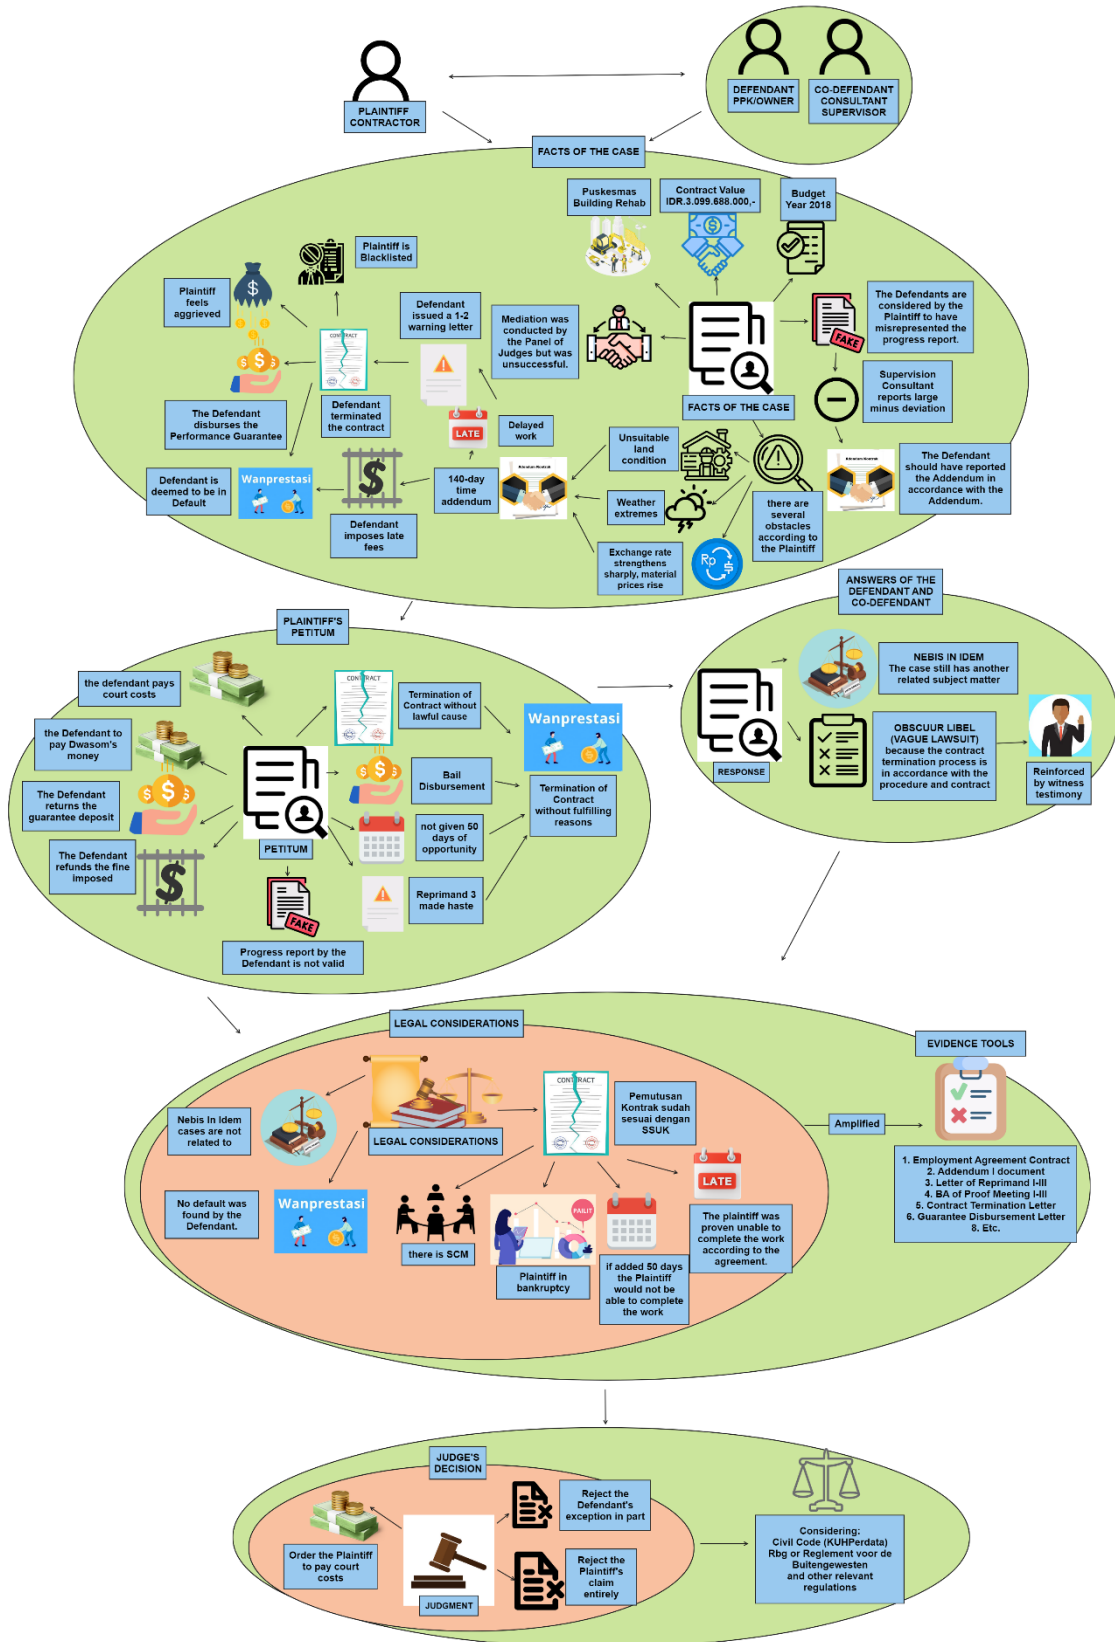 PLAINTIFF
CONTRACTOR
DEFENDANT
PPK/OWNER
CO-DEFENDANT
CONSULTANT
SUPERVISOR
FACTS OF THE CASE
Puskesmas
Building Rehab
Contract Value
IDR.3.099.688.000,-
Budget
Year 2018
Plaintiff is
Blacklisted
Plaintiff
feels
aggrieved
Defendant
issued a 1-2
warning letter
Mediation was
conducted by
the Panel of
Judges but was
unsuccessful.
FAKE
The Defendants are
considered by the
Plaintiff to have
misrepresented the
progress report.
CONTRACT
The Defendant
disburses the
Performance Guarantee
Defendant
terminated
the contract
LATE
Delayed
work
FACTS OF THE CASE
Supervision
Consultant
reports large
minus deviation
Unsuitable
land
condition
The Defendant
should have reported
the Addendum in
accordance with the
Addendum.
Defendant is
deemed to be in
Default
Wanprestasi
140-day
time
addendum
Weather
extremes
there are
several
obstacles
according to
the Plaintiff
Defendant
imposes late
fees
Exchange rate
strengthens
sharply, material
prices rise
Rp
PLAINTIFF'S
PETITUM
the defendant pays
court costs
CONTRACT
Termination of
Contract without
lawful cause
Wanprestasi
the Defendant to
pay Dwasom's
money
The Defendant
returns the
guarantee deposit
Bail
Disbursement
Termination of
Contract
without fulfilling
reasons
not given 50
days of
opportunity
The Defendant
refunds the fine
imposed
PETITUM
Reprimand 3
made haste
FAKE
Progress report by the
Defendant is not valid
ANSWERS OF THE
DEFENDANT AND
CO-DEFENDANT
NEBIS IN IDEM
The case still has another
related subject matter
RESPONSE
OBSCUUR LIBEL
(VAGUE LAWSUIT)
because the contract
termination process is
in accordance with the
procedure and contract
Reinforced
by witness
testimony
LEGAL CONSIDERATIONS
Nebis In Idem
cases are not
related to
LEGAL CONSIDERATIONS
CONTRACT
Pemutusan
Kontrak sudah
sesuai dengan
SSUK
No default was
found by the
Defendant.
Wanprestasi
there is SCM
PAILIT
Plaintiff in
bankruptcy
if added 50 days
the Plaintiff
would not be
able to complete
the work
LATE
The plaintiff was
proven unable to
complete the work
according to the
agreement.
Amplified
EVIDENCE TOOLS
1. Employment Agreement Contract
2. Addendum I document
3. Letter of Reprimand I-III
4. BA of Proof Meeting I-III
5. Contract Termination Letter
6. Guarantee Disbursement Letter
8. Etc.
JUDGE'S
DECISION
Order the Plaintiff
to pay court
costs
JUDGMENT
Reject the
Defendant's
exception in part
Reject the
Plaintiff's
claim
entirely
Considering:
Civil Code (KUHPerdata)
Rbg or Reglement voor de
Buitengewesten
and other relevant
regulations